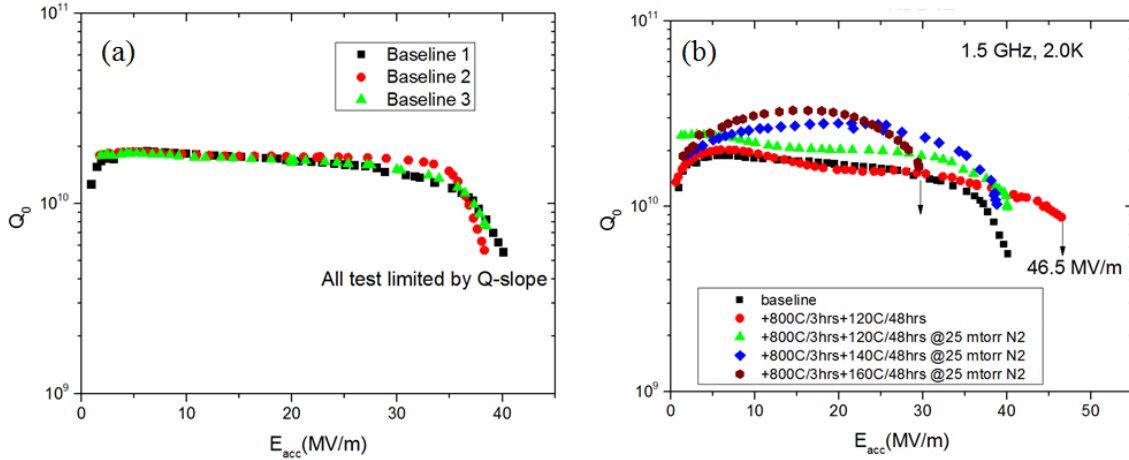 (a)
Baseline 1
Baseline 2
Baseline 3
All test limited by Q-slope
10¹¹
10¹⁰
10⁹
Q₀
0
10
20
30
40
50
E_acc(MV/m)
(b)
1.5 GHz, 2.0K
46.5 MV/m
baseline
+800C/3hrs+120C/48hrs
+800C/3hrs+120C/48hrs @25 mtorr N2
+800C/3hrs+140C/48hrs @25 mtorr N2
+800C/3hrs+160C/48hrs @25 mtorr N2
10¹¹
10¹⁰
10⁹
Q₀
0
10
20
30
40
50
E_acc(MV/m)